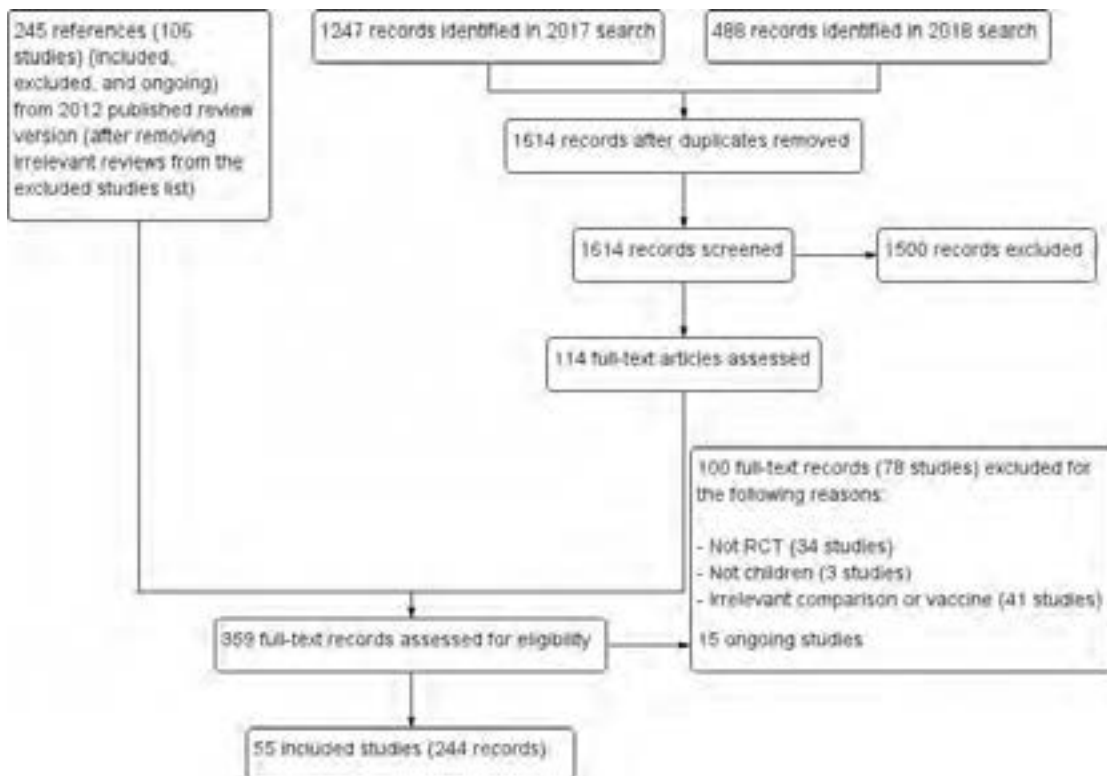 245 references (106
studies) (included,
excluded, and ongoing)
from 2012 published review
version (after removing
irrelevant reviews from the
excluded studies list)
1247 records identified in 2017 search
488 records identified in 2018 search
1614 records after duplicates removed
1614 records screened
1500 records excluded
114 full-text articles assessed
100 full-text records (78 studies) excluded for
the following reasons:
- Not RCT (34 studies)
- Not children (3 studies)
- Irrelevant comparison or vaccine (41 studies)
15 ongoing studies
359 full-text records assessed for eligibility
55 included studies (244 records)